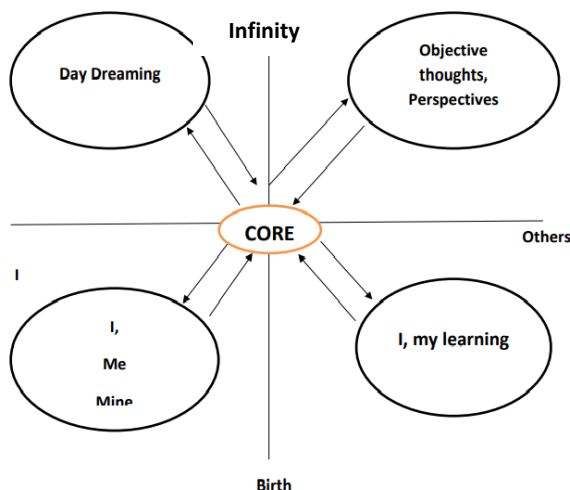 Infinity
Day Dreaming
Objective
thoughts,
Perspectives
CORE
Others
I
I,
Me
Mine
I, my learning
Birth